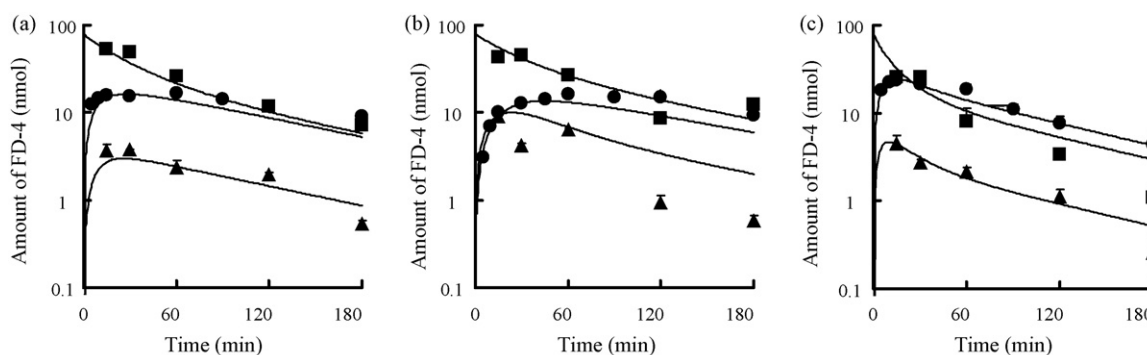 (a) (b) (c)
Amount of FD-4 (nmol) Amount of FD-4 (nmol) Amount of FD-4 (nmol)
100 100 100
10 10 10
1 1 1
0.1 0.1 0.1
0 60 120 180 0 60 120 180 0 60 120 180
Time (min) Time (min) Time (min)